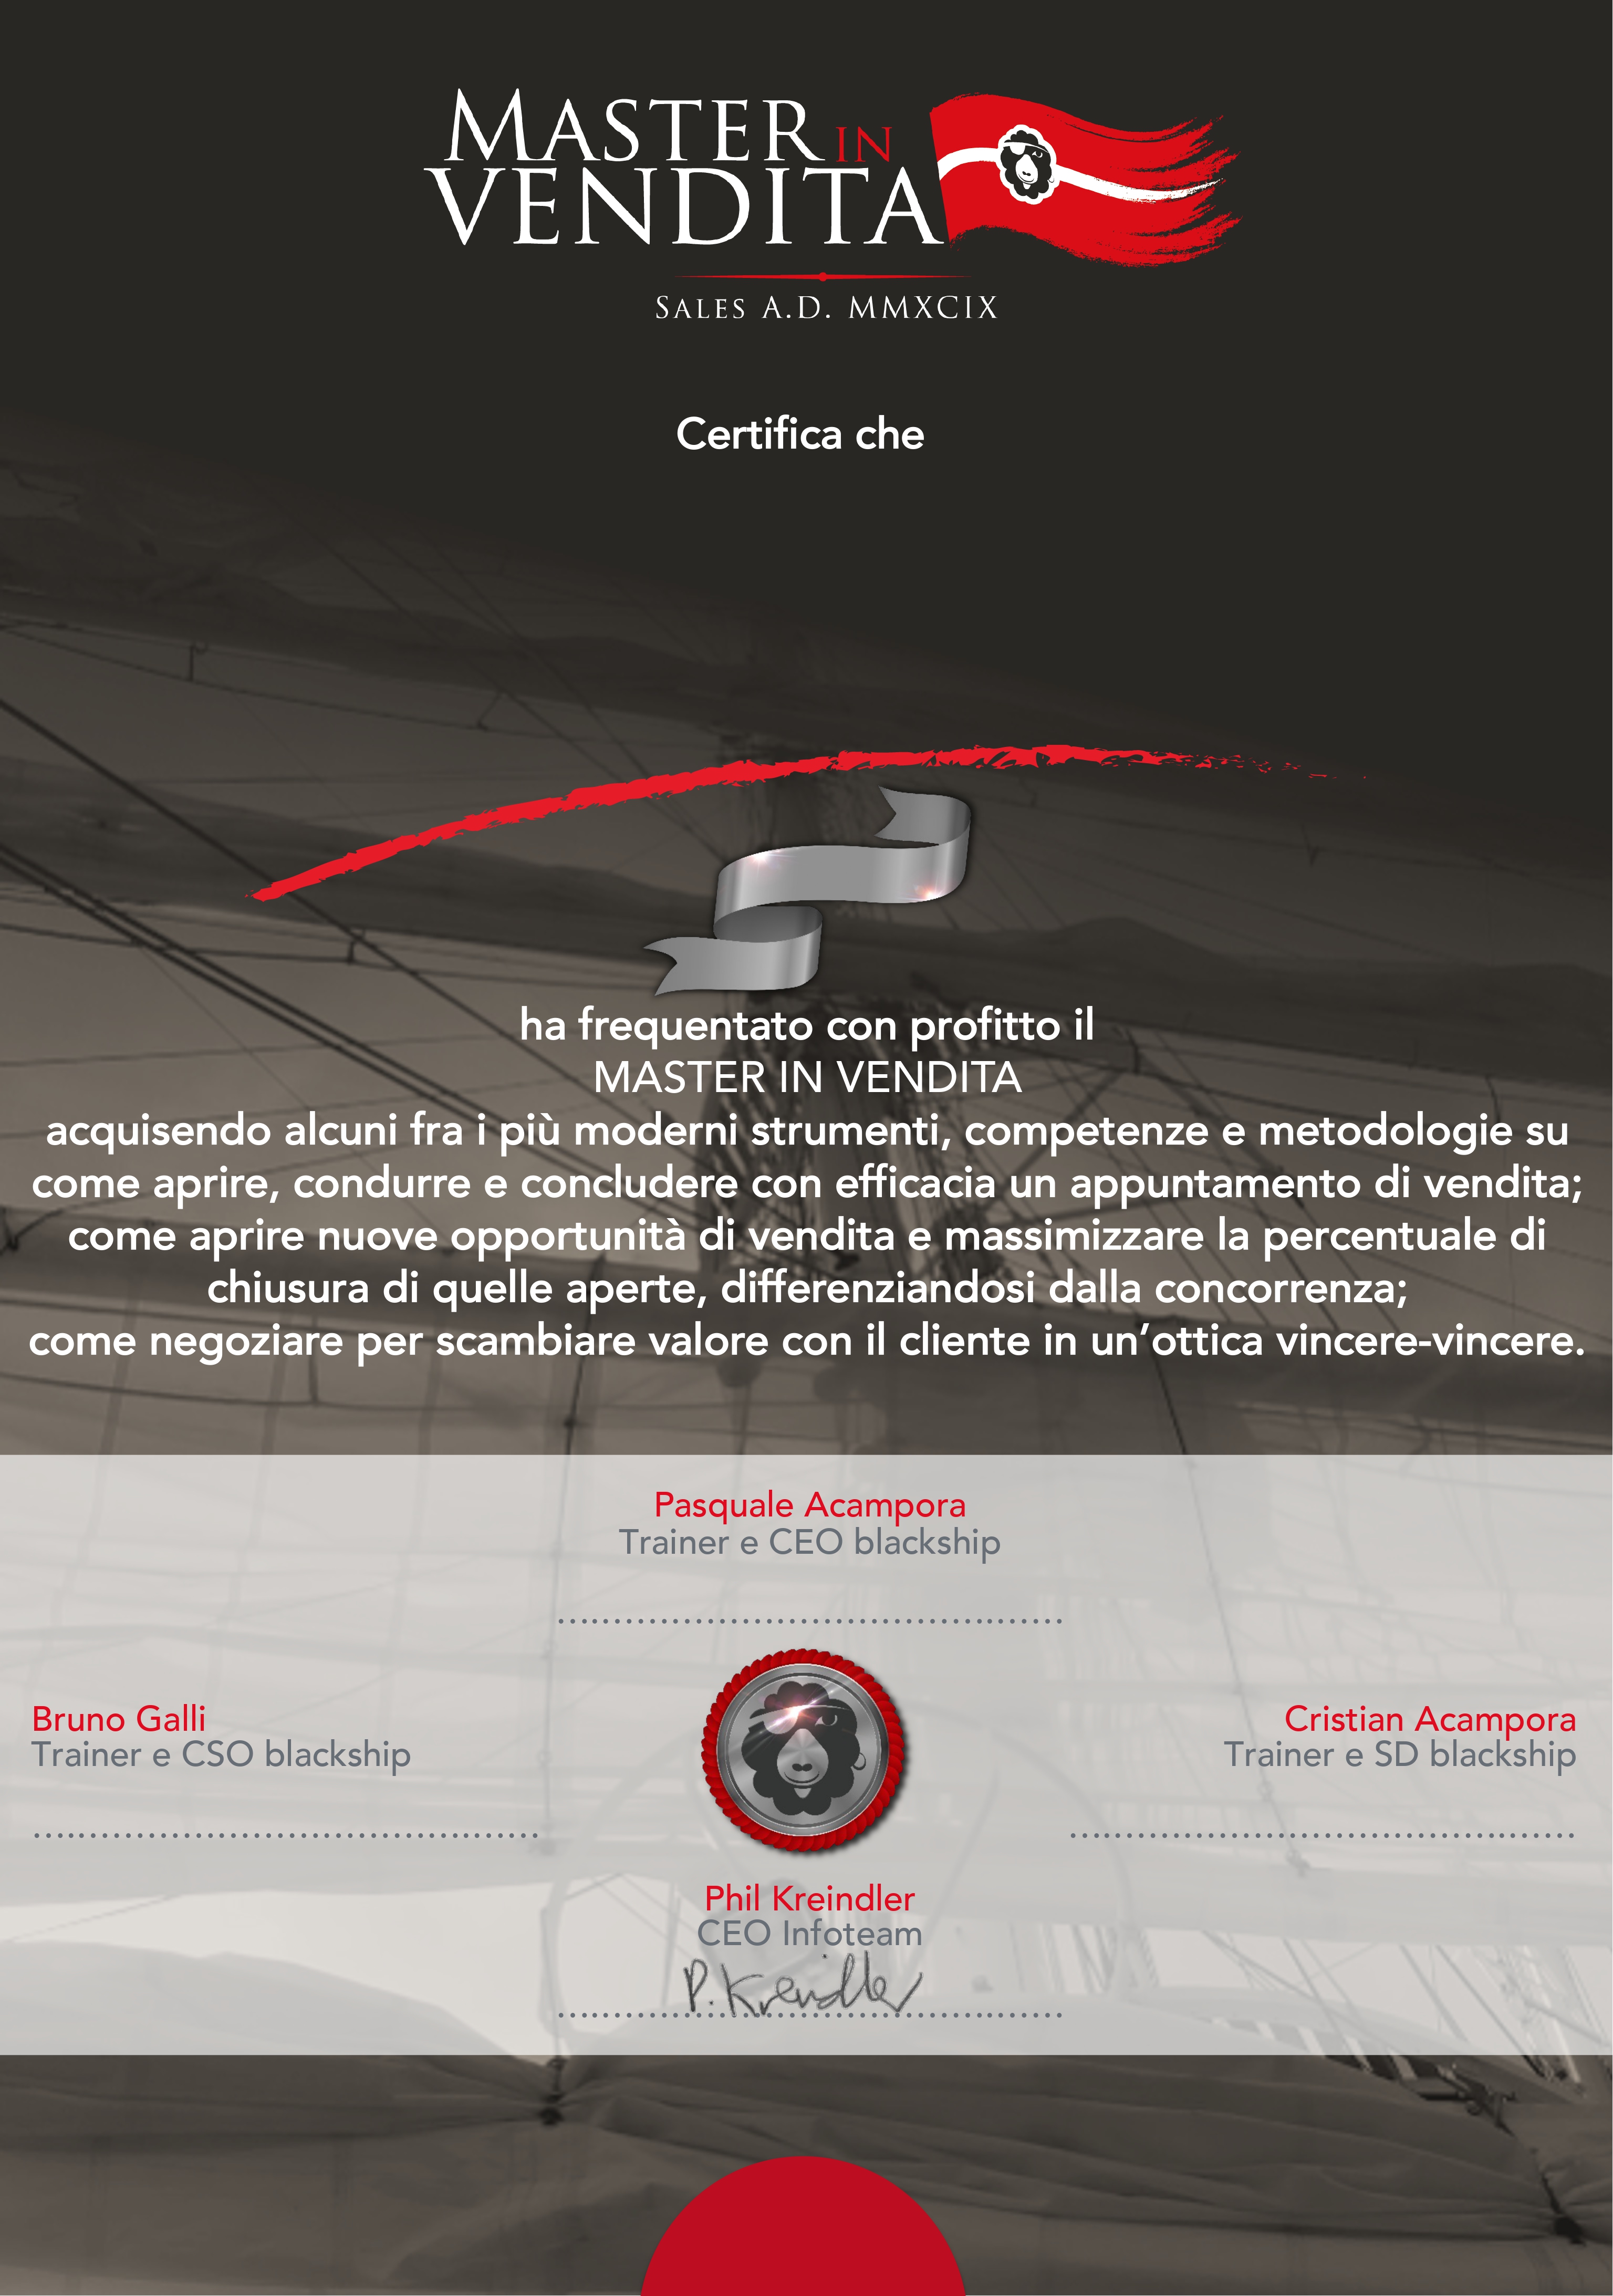 MASTER IN
VENDITA
SALES A.D. MMXCIX
Certifica che
ha frequentato con profitto il
MASTER IN VENDITA
acquisendo alcuni fra i più moderni strumenti, competenze e metodologie su
come aprire, condurre e concludere con efficacia un appuntamento di vendita;
come aprire nuove opportunità di vendita e massimizzare la percentuale di
chiusura di quelle aperte, differenziandosi dalla concorrenza;
come negoziare per scambiare valore con il cliente in un’ottica vincere-vincere.
Pasquale Acampora
Trainer e CEO blackship
Bruno Galli
Trainer e CSO blackship
Cristian Acampora
Trainer e SD blackship
Phil Kreindler
CEO Infoteam
P. Kreindler